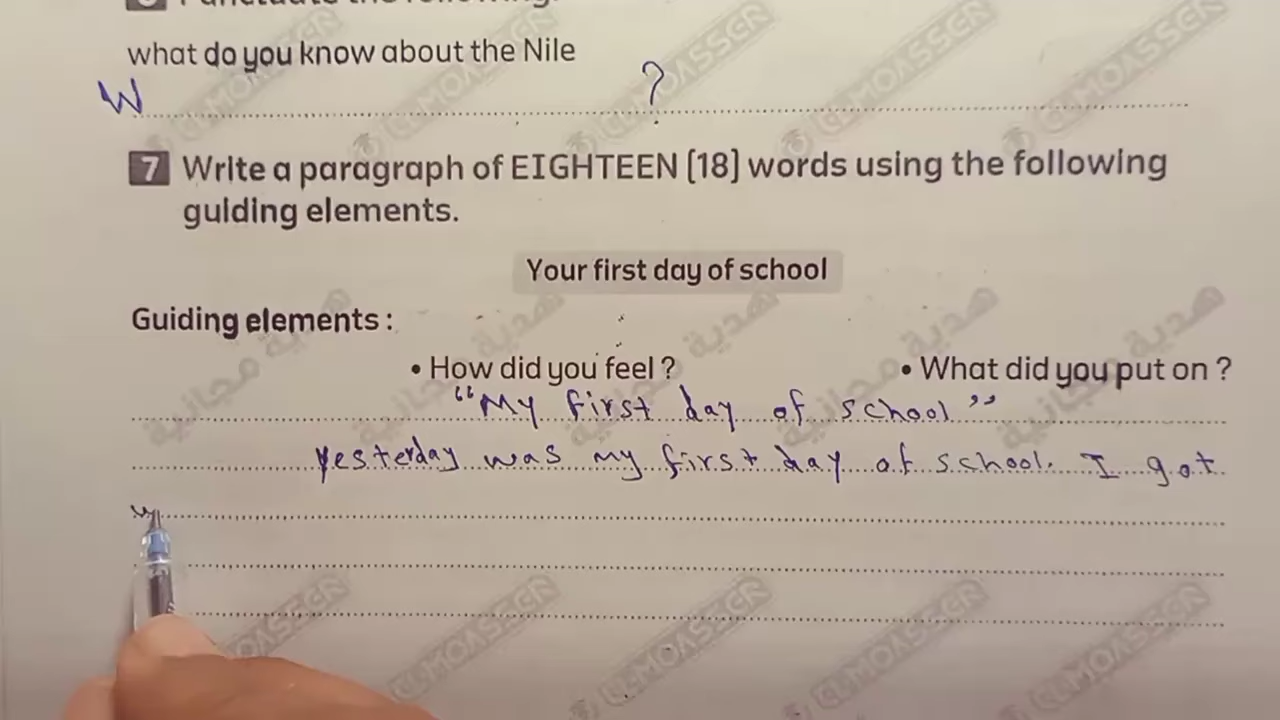 what do you know about the Nile
W ?
7 Write a paragraph of EIGHTEEN [18] words using the following
guiding elements.
Your first day of school
Guiding elements :
• How did you feel ? • What did you put on ?
“My first day of school”
yesterday was my first day of school. I got